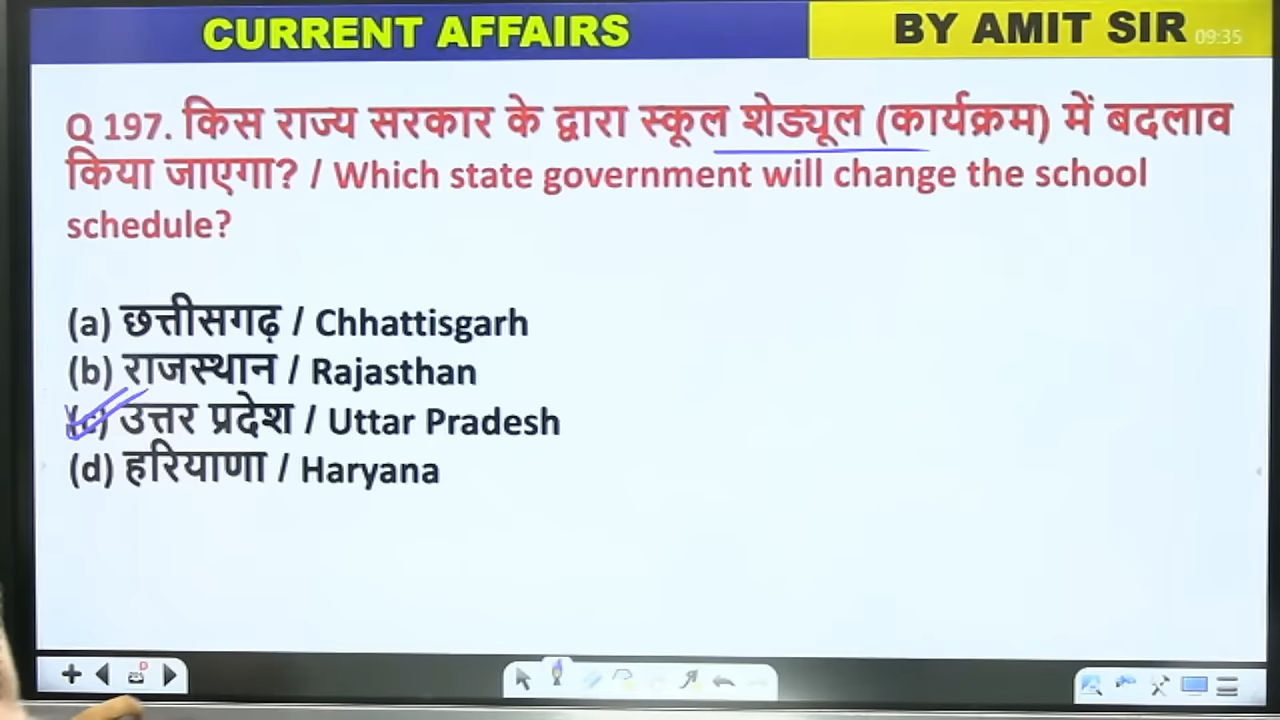 CURRENT AFFAIRS
BY AMIT SIR
09:35
Q 197. किस राज्य सरकार के द्वारा स्कूल शेड्यूल (कार्यक्रम) में बदलाव
किया जाएगा? / Which state government will change the school
schedule?
(a) छत्तीसगढ़ / Chhattisgarh
(b) राजस्थान / Rajasthan
(c) उत्तर प्रदेश / Uttar Pradesh
(d) हरियाणा / Haryana